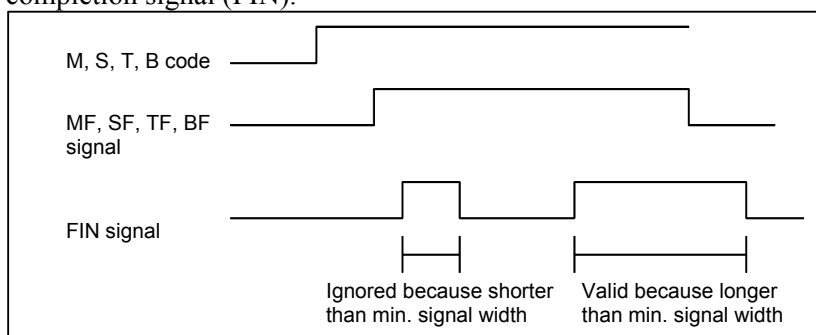 completion signal (FIN).
M, S, T, B code
MF, SF, TF, BF
signal
FIN signal
Ignored because shorter
than min. signal width
Valid because longer
than min. signal width